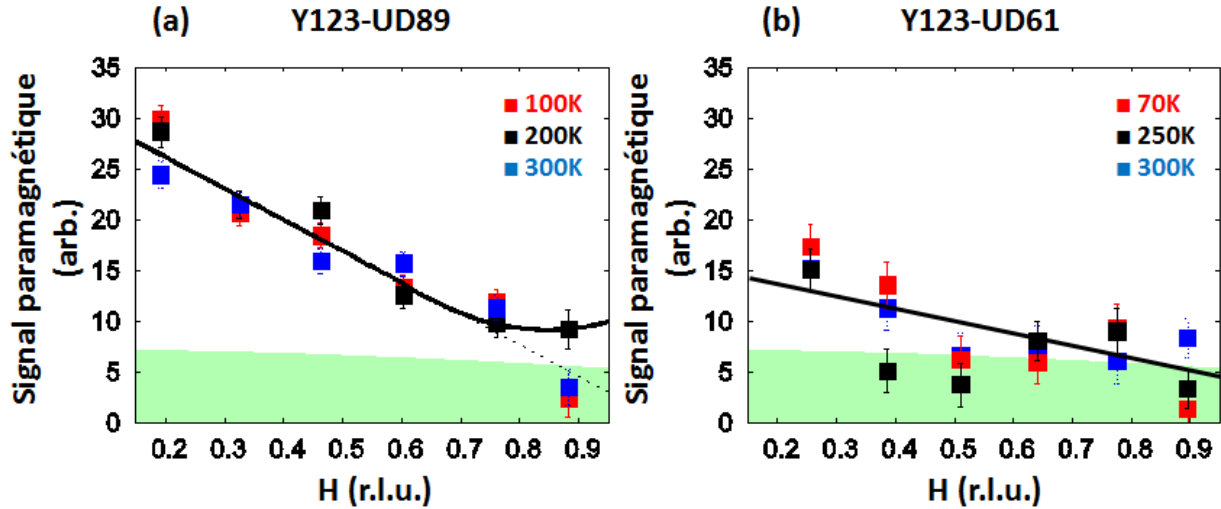 (a) Y123-UD89
Signal paramagnétique
(arb.)
35
30
25
20
15
10
5
0
100K
200K
300K
0.2 0.3 0.4 0.5 0.6 0.7 0.8 0.9
H (r.l.u.)
(b) Y123-UD61
Signal paramagnétique
(arb.)
35
30
25
20
15
10
5
0
70K
250K
300K
0.2 0.3 0.4 0.5 0.6 0.7 0.8 0.9
H (r.l.u.)